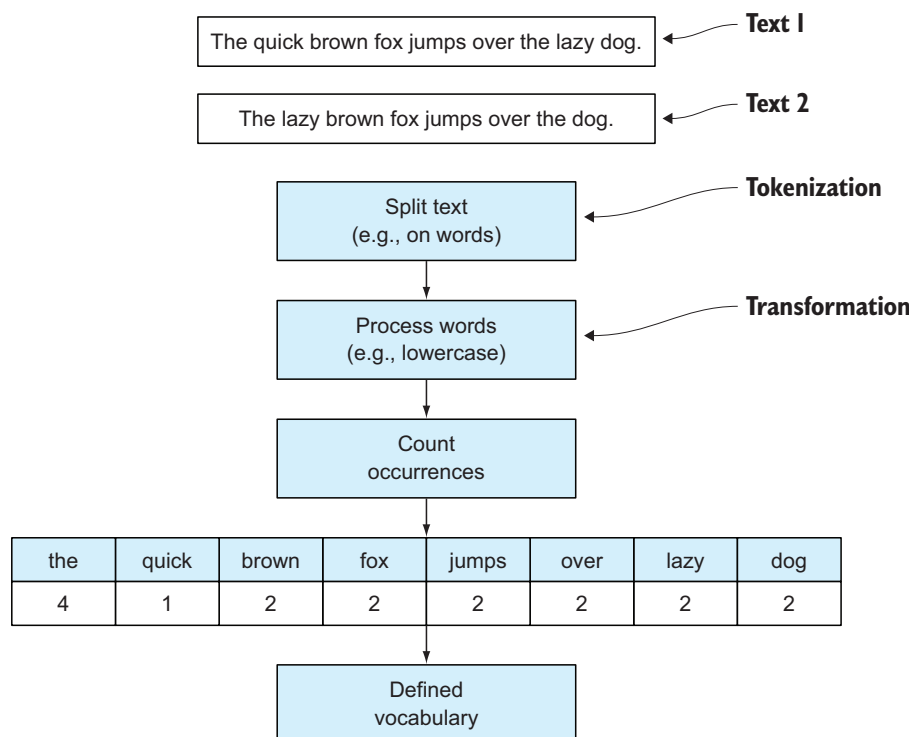 The quick brown fox jumps over the lazy dog.
Text 1
The lazy brown fox jumps over the dog.
Text 2
Split text
(e.g., on words)
Tokenization
Process words
(e.g., lowercase)
Transformation
Count
occurrences
the quick brown fox jumps over lazy dog
4 1 2 2 2 2 2 2
Defined
vocabulary